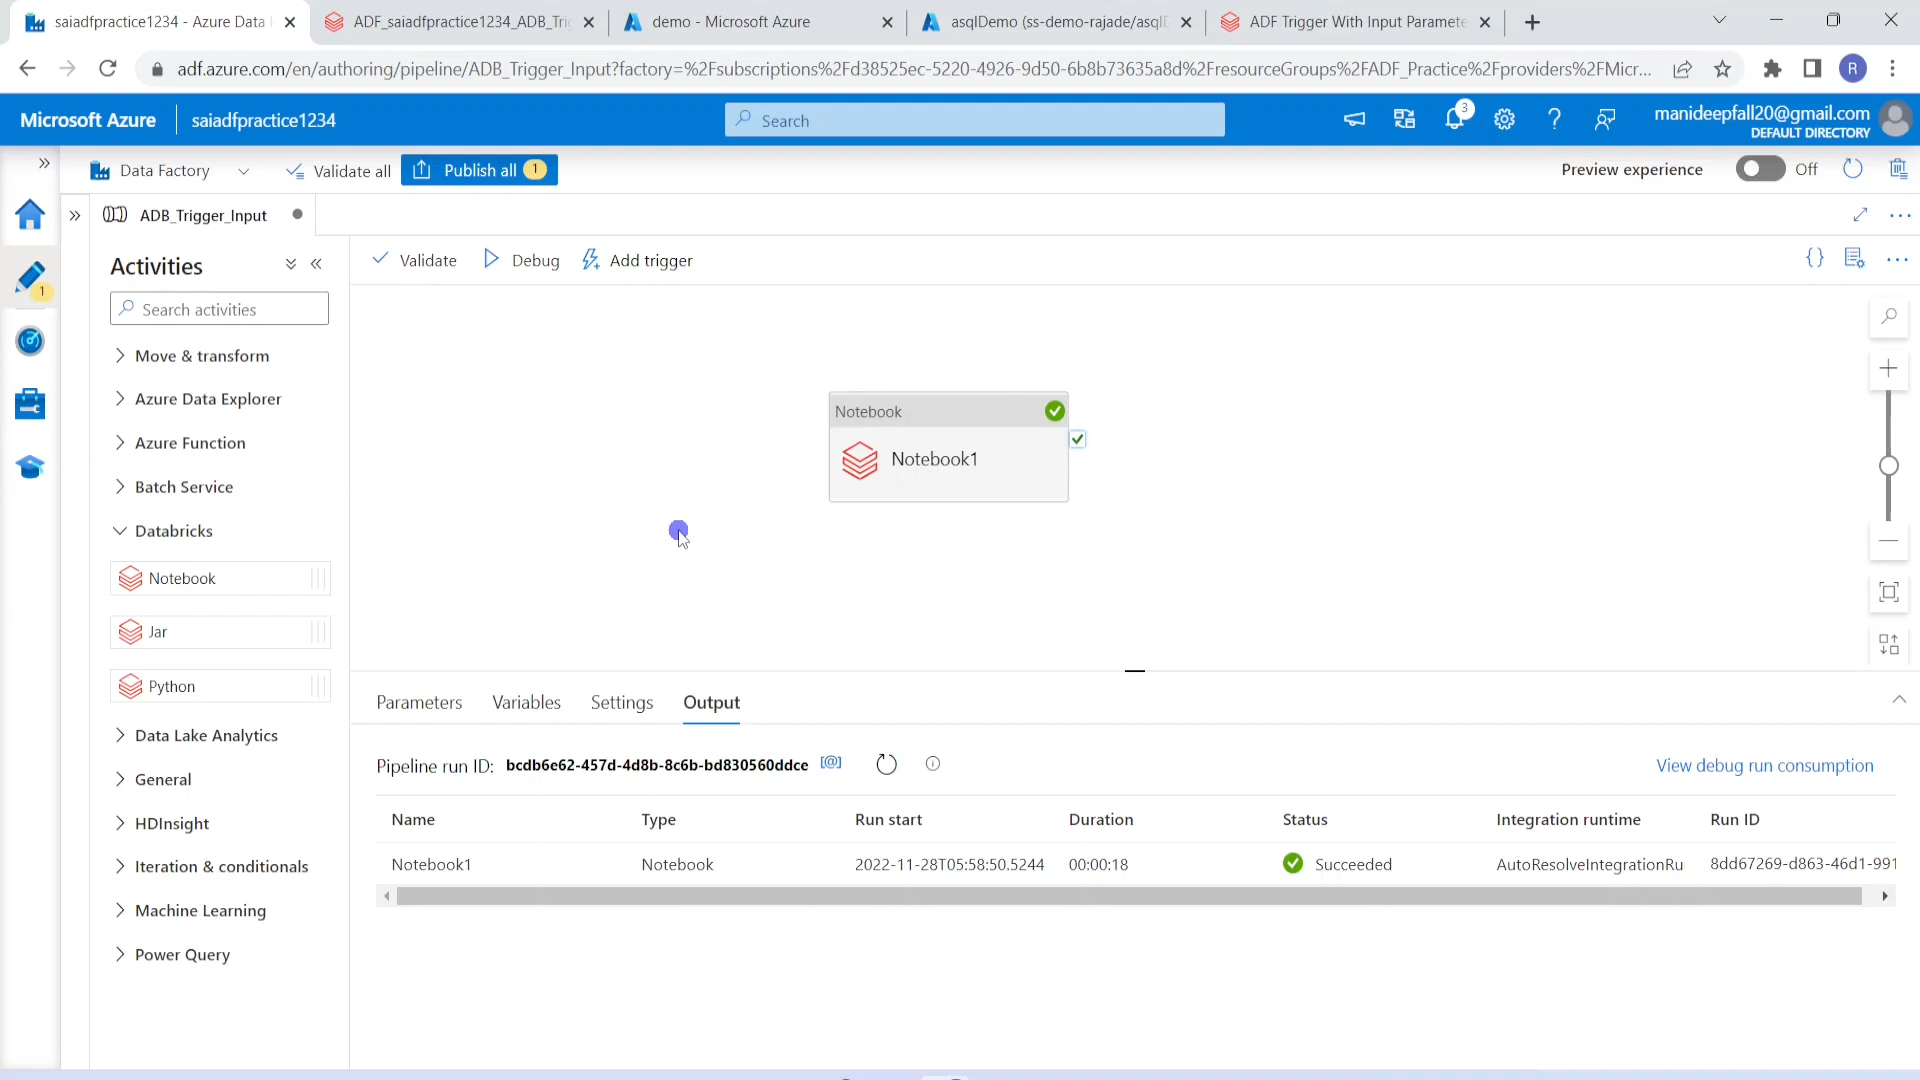 saiadfpractice1234 - Azure Data
ADF_saiadfpractice1234_ADB_Tri
demo - Microsoft Azure
asqlDemo (ss-demo-rajade/asql
ADF Trigger With Input Paramete
adf.azure.com/en/authoring/pipeline/ADB_Trigger_Input?factory=%2Fsubscriptions%2Fd38525ec-5220-4926-9d50-6b8b73635a8d%2FresourceGroups%2FADF_Practice%2Fproviders%2FMicr...
R
Microsoft Azure
saiadfpractice1234
Search
3
manideepfall20@gmail.com
DEFAULT DIRECTORY
Data Factory
Validate all
Publish all 1
Preview experience
Off
ADB_Trigger_Input
1
Activities
Search activities
Move & transform
Azure Data Explorer
Azure Function
Batch Service
Databricks
Notebook
Jar
Python
Data Lake Analytics
General
HDInsight
Iteration & conditionals
Machine Learning
Power Query
Validate
Debug
Add trigger
Notebook
Notebook1
Parameters
Variables
Settings
Output
Pipeline run ID: bcdb6e62-457d-4d8b-8c6b-bd830560ddce [@]
View debug run consumption
Name Type Run start Duration Status Integration runtime Run ID
Notebook1 Notebook 2022-11-28T05:58:50.5244 00:00:18 Succeeded AutoResolveIntegrationRu 8dd67269-d863-46d1-991